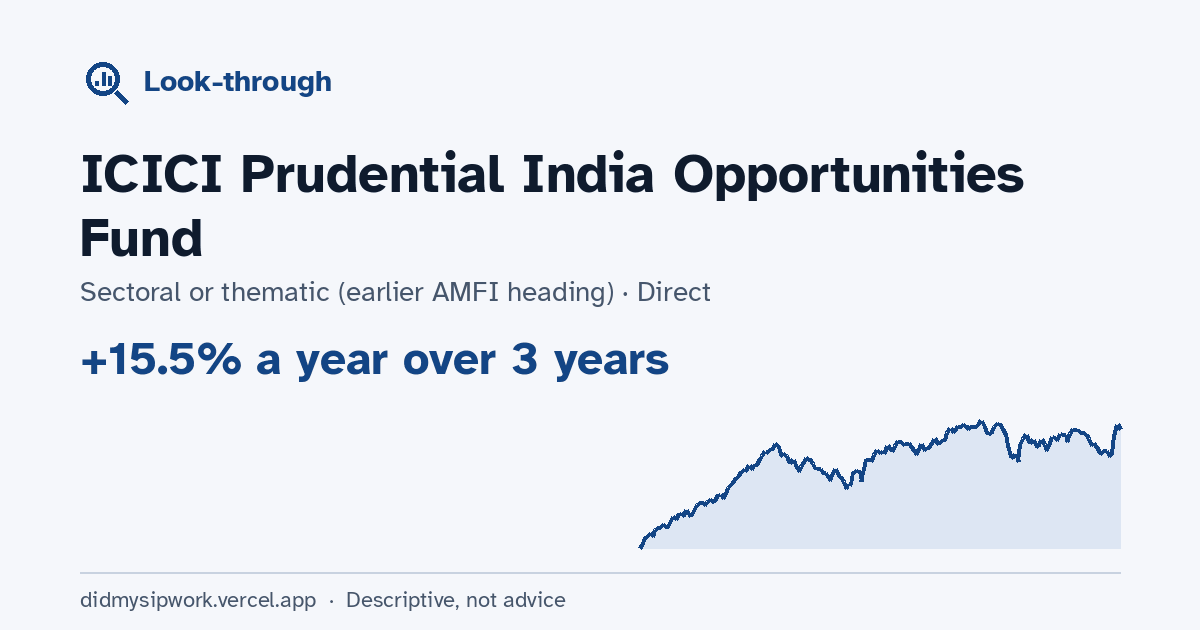 Look-through
ICICI Prudential India Opportunities
Fund
Sectoral or thematic (earlier AMFI heading) · Direct
+15.5% a year over 3 years
didmysipwork.vercel.app · Descriptive, not advice